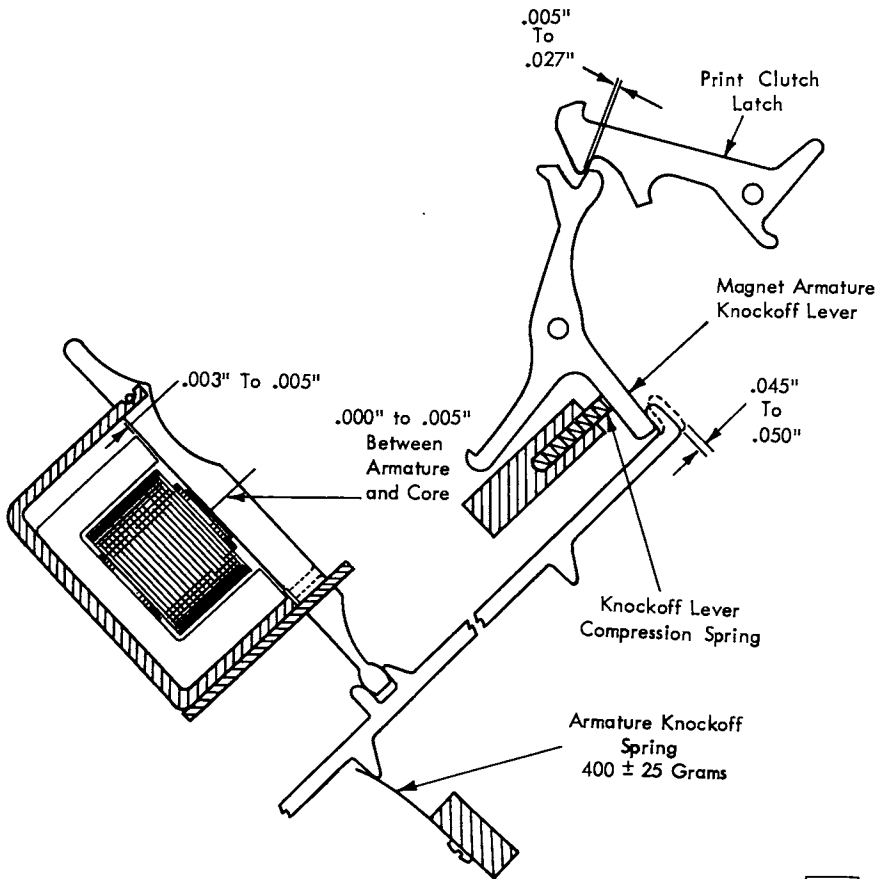 .005"
To
.027"
Print Clutch
Latch
Magnet Armature
Knockoff Lever
.003" To .005"
.000" to .005"
Between
Armature
and Core
.045"
To
.050"
Knockoff Lever
Compression Spring
Armature Knockoff
Spring
400 ± 25 Grams